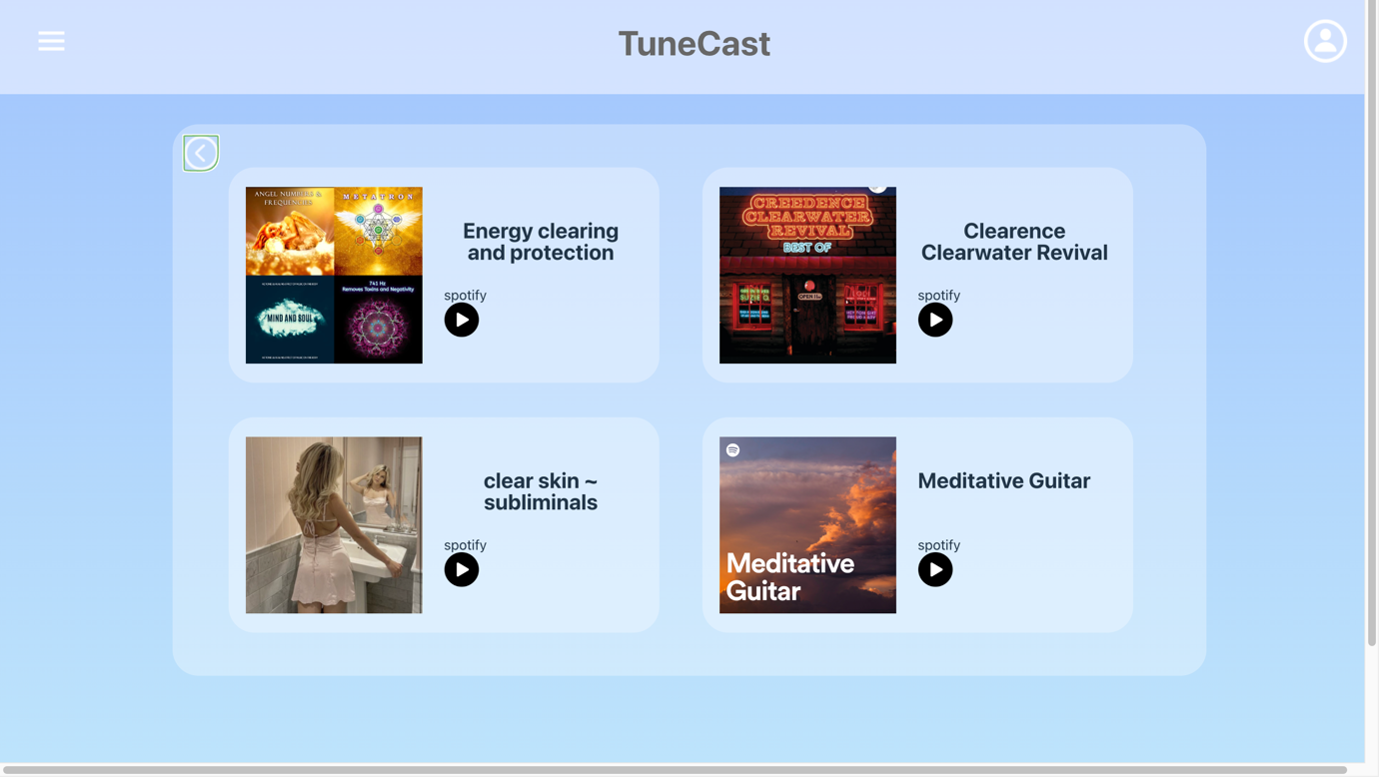 TuneCast
ANGEL NUMBERS &
FREQUENCIES
METATRON
MIND AND SOUL
741 Hz
Removes Toxins and Negativity
Energy clearing
and protection
spotify
CREEDENCE
CLEARWATER
REVIVAL
BEST OF
OPEN
Clearence
Clearwater Revival
spotify
clear skin ~
subliminals
spotify
Meditative
Guitar
Meditative Guitar
spotify